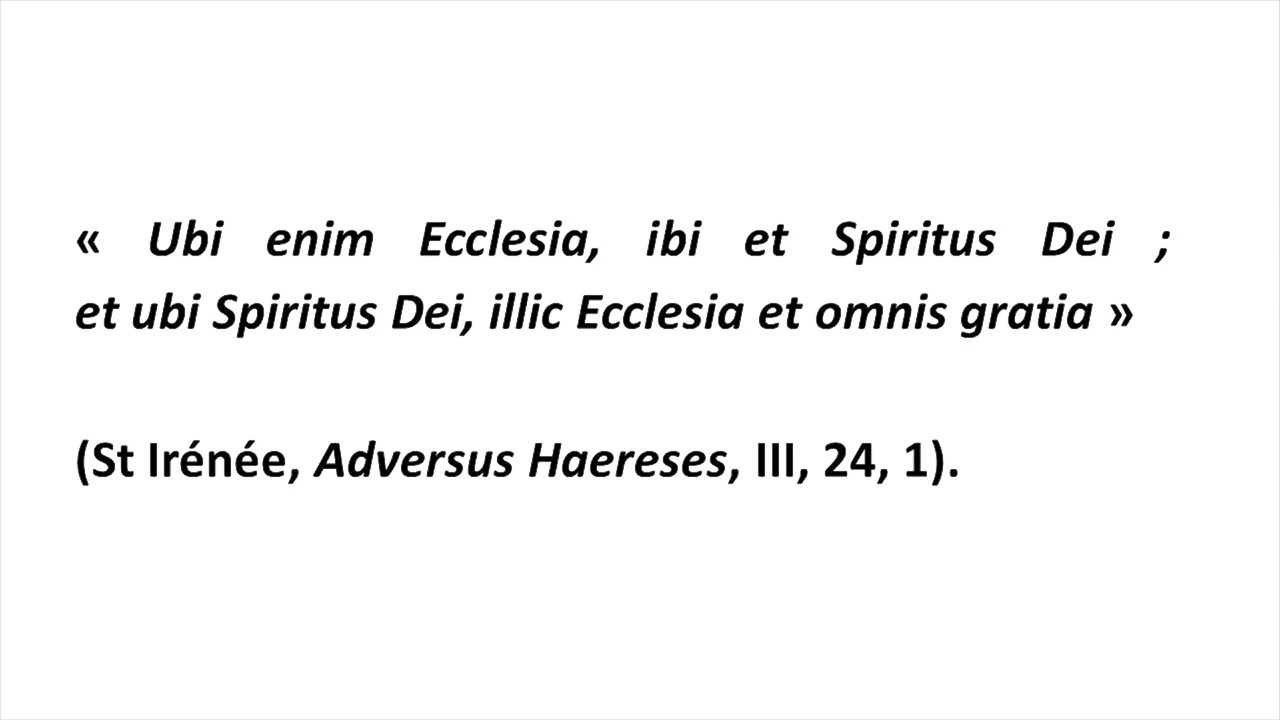 « Ubi enim Ecclesia, ibi et Spiritus Dei ;
et ubi Spiritus Dei, illic Ecclesia et omnis gratia »
(St Irénée, Adversus Haereses, III, 24, 1).